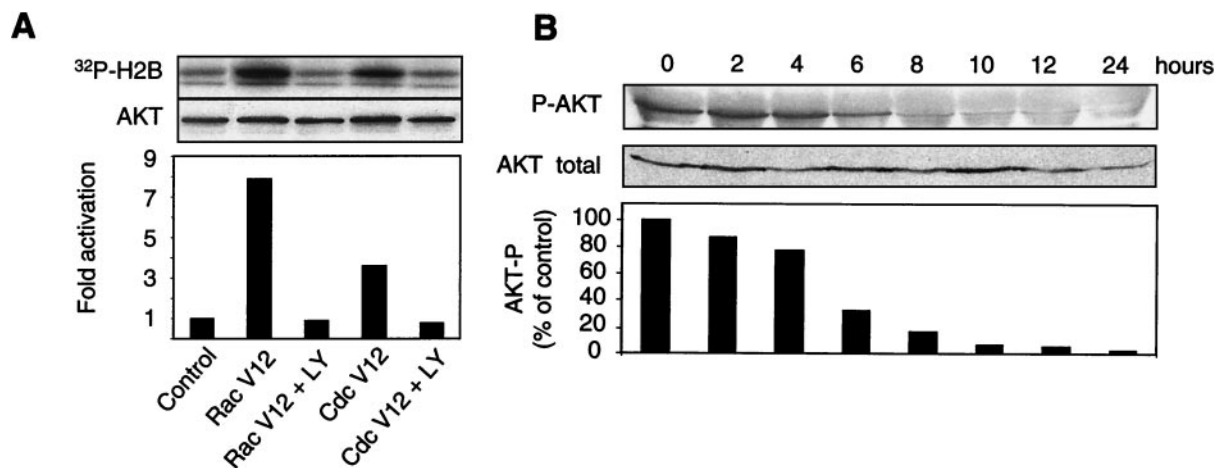 A
³²P-H2B
AKT
Fold activation
9
7
5
3
1
Control
Rac V12
Rac V12 + LY
Cdc V12
Cdc V12 + LY
B
0 2 4 6 8 10 12 24 hours
P-AKT
AKT total
AKT-P
(% of control)
100
80
60
40
20
0